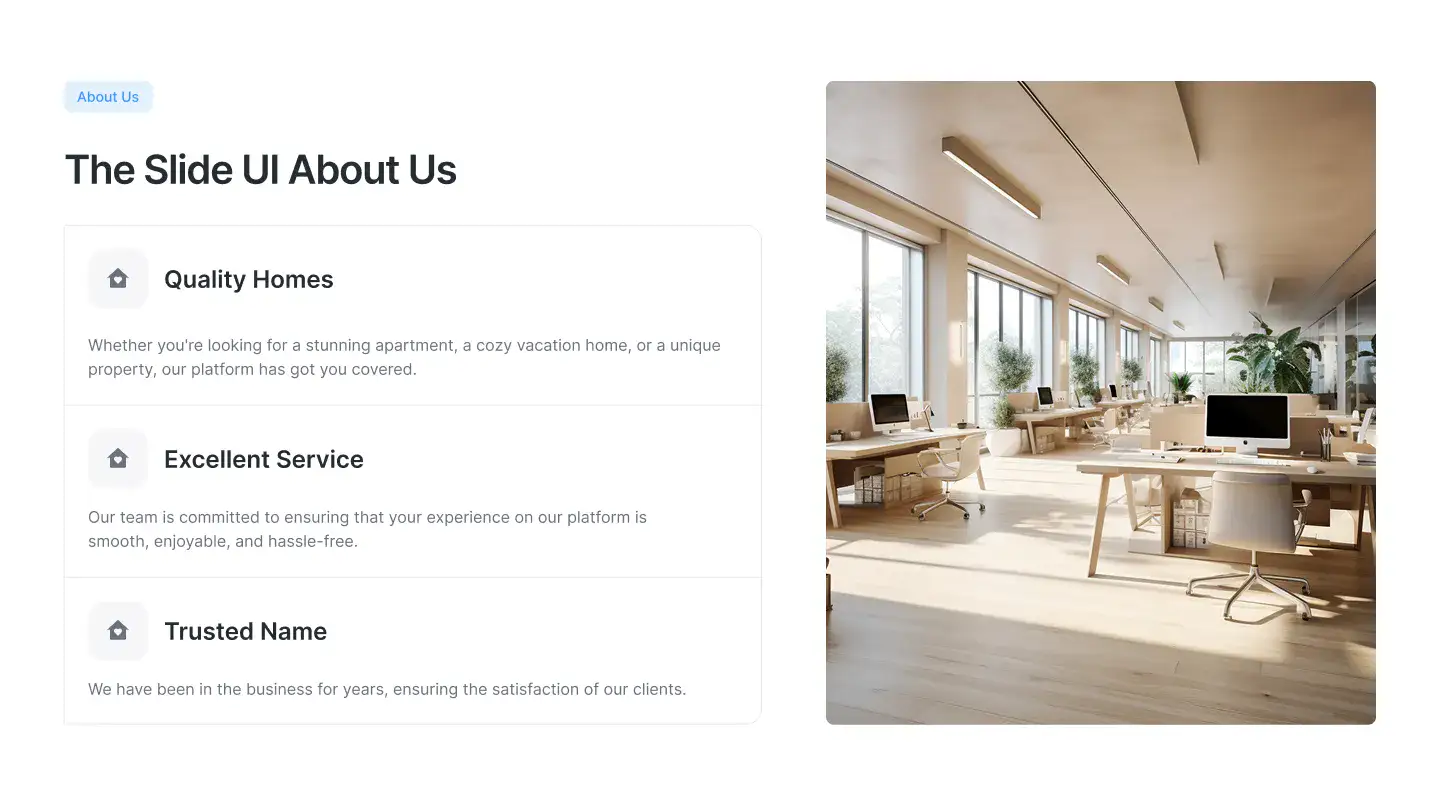 About Us
The Slide UI About Us
Quality Homes
Whether you're looking for a stunning apartment, a cozy vacation home, or a unique
property, our platform has got you covered.
Excellent Service
Our team is committed to ensuring that your experience on our platform is
smooth, enjoyable, and hassle-free.
Trusted Name
We have been in the business for years, ensuring the satisfaction of our clients.